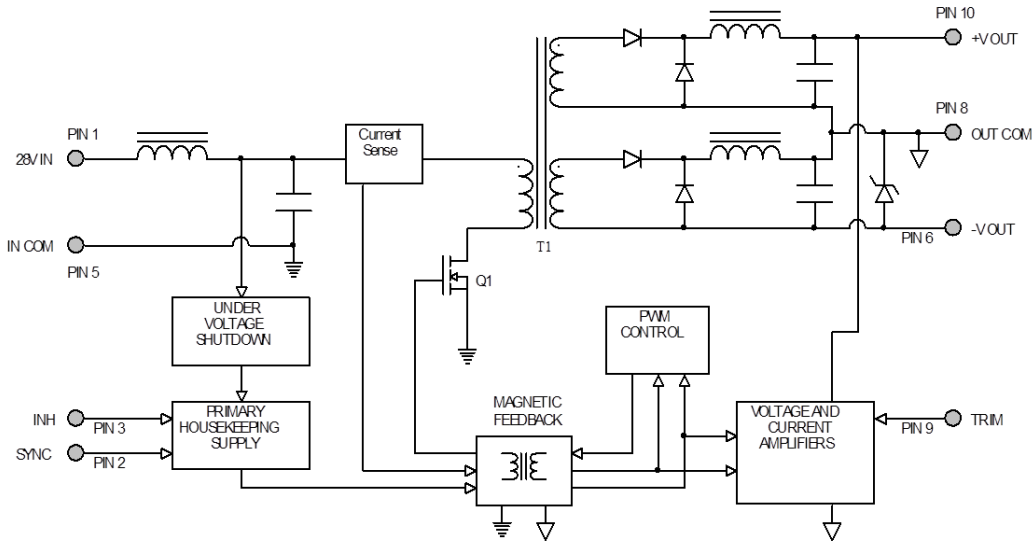 PIN 10
+VOUT
PIN 8
OUT COM
PIN 1
28VIN
Current
Sense
IN COM
PIN 5
T1
PIN 6
-VOUT
Q1
UNDER
VOLTAGE
SHUTDOWN
PWM
CONTROL
MAGNETIC
FEEDBACK
INH
PIN 3
SYNC
PIN 2
PRIMARY
HOUSEKEEPING
SUPPLY
VOLTAGE AND
CURRENT
AMPLIFIERS
PIN 9
TRIM